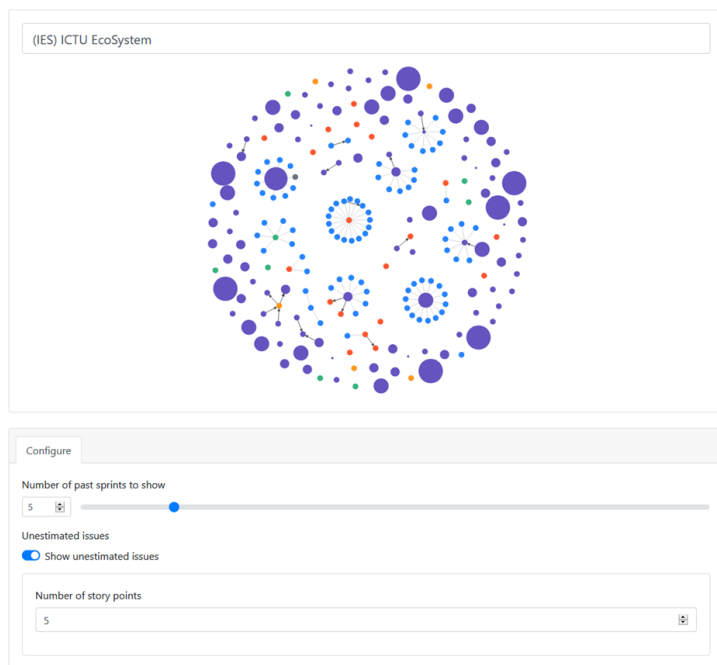 (IES) ICTU EcoSystem
Configure
Number of past sprints to show
5
Unestimated issues
Show unestimated issues
Number of story points
5